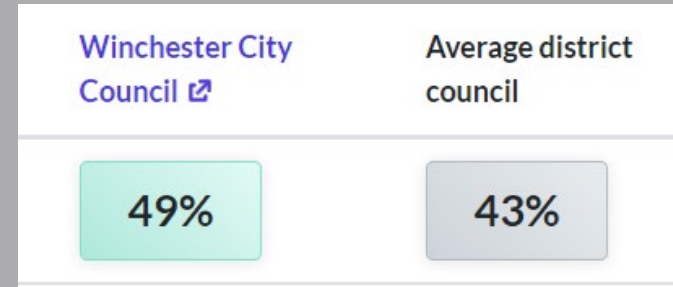 Winchester City
Council
Average district
council
49%
43%